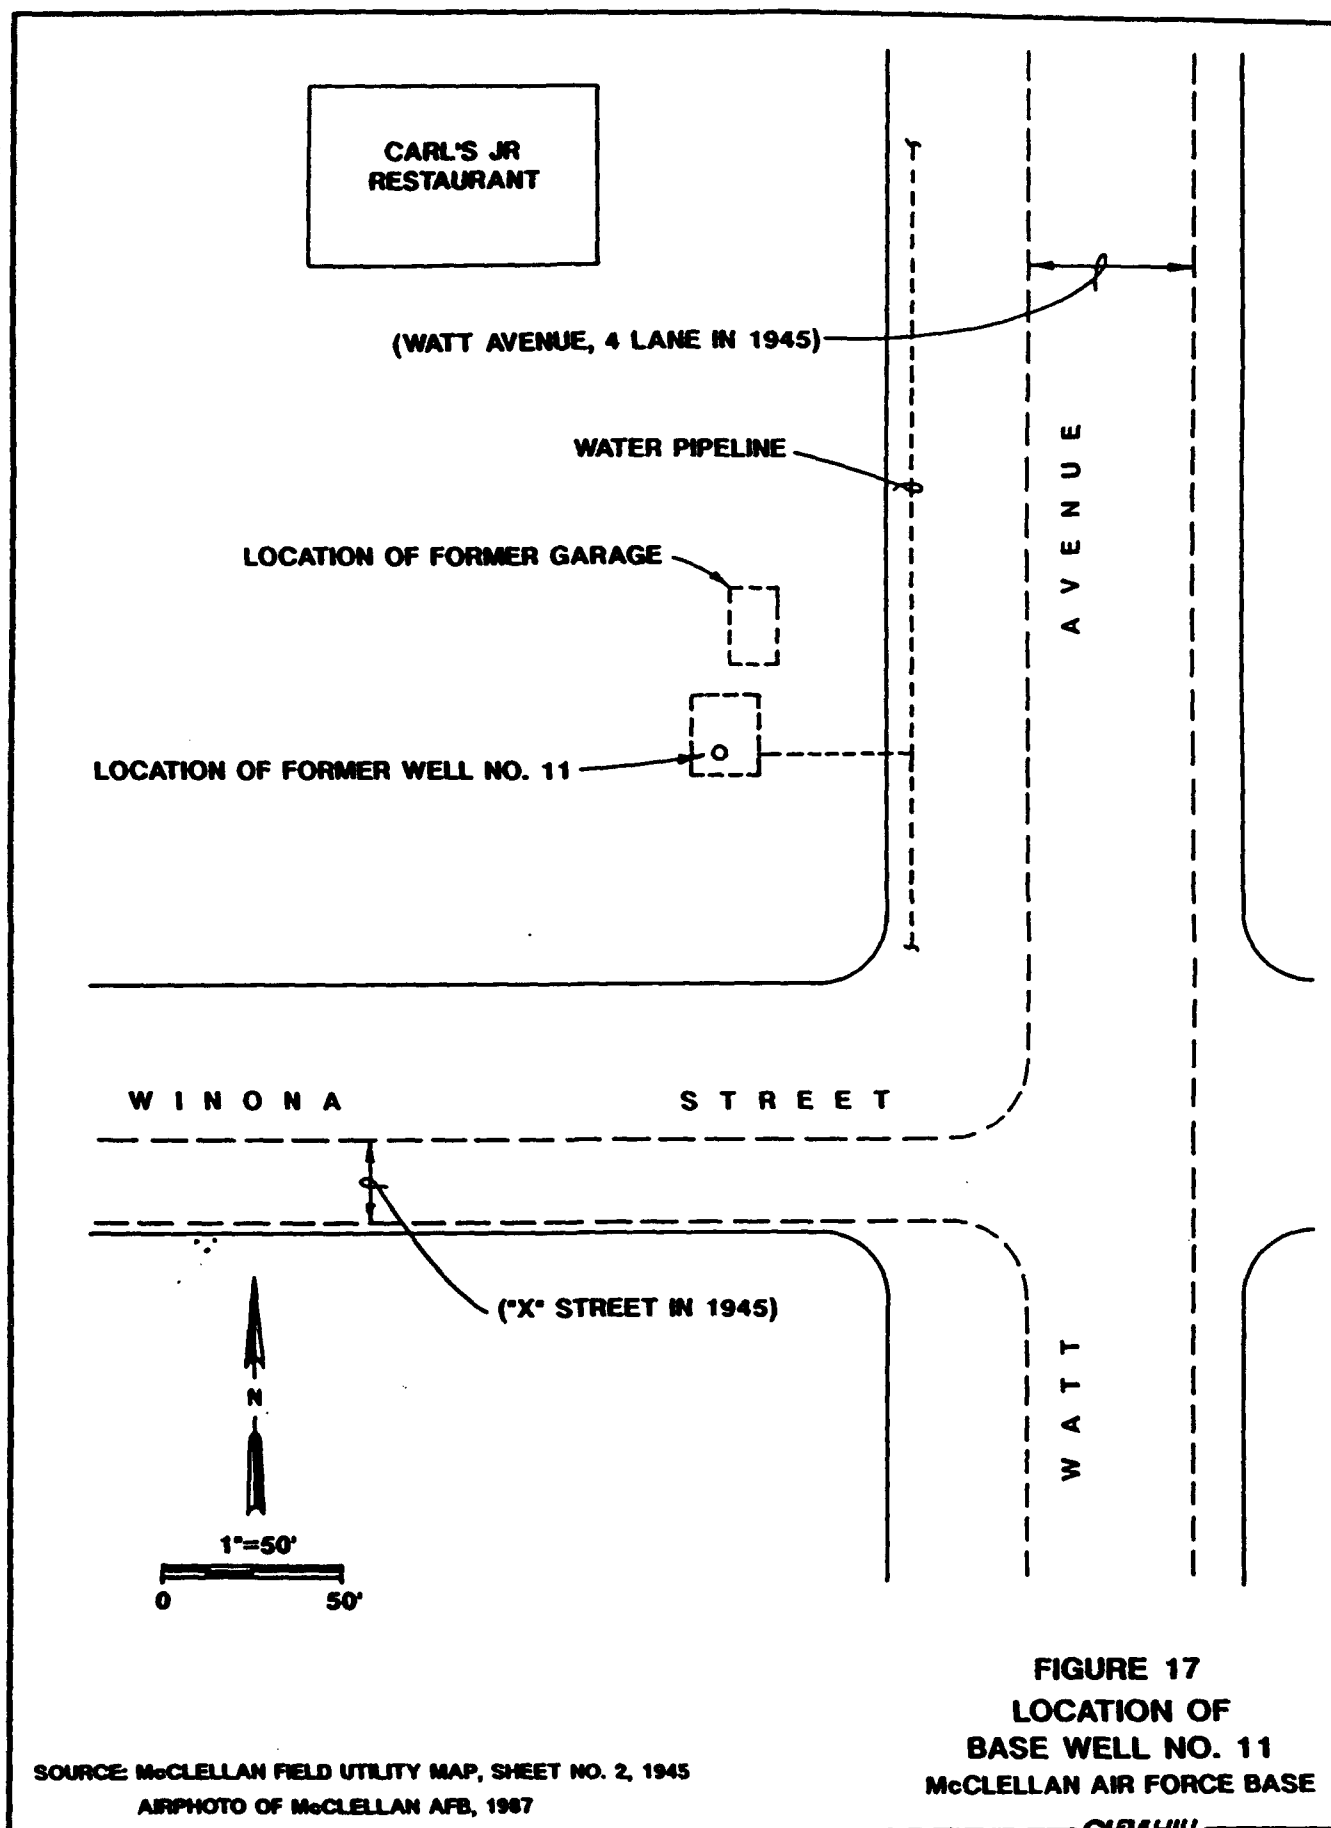 CARL'S JR
RESTAURANT
(WATT AVENUE, 4 LANE IN 1945)
WATER PIPELINE
AVENUE
LOCATION OF FORMER GARAGE
LOCATION OF FORMER WELL NO. 11
WINONA STREET
("X" STREET IN 1945)
WATT
N
1"=50'
0 50'
FIGURE 17
LOCATION OF
BASE WELL NO. 11
McCLELLAN AIR FORCE BASE
SOURCE: McCLELLAN FIELD UTILITY MAP, SHEET NO. 2, 1945
AIRPHOTO OF McCLELLAN AFB, 1987